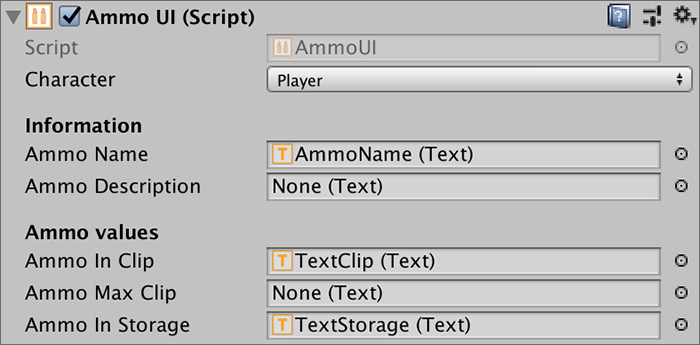 Ammo UI (Script)
Script AmmoUI
Character Player
Information
Ammo Name T AmmoName (Text)
Ammo Description None (Text)
Ammo values
Ammo In Clip T TextClip (Text)
Ammo Max Clip None (Text)
Ammo In Storage T TextStorage (Text)